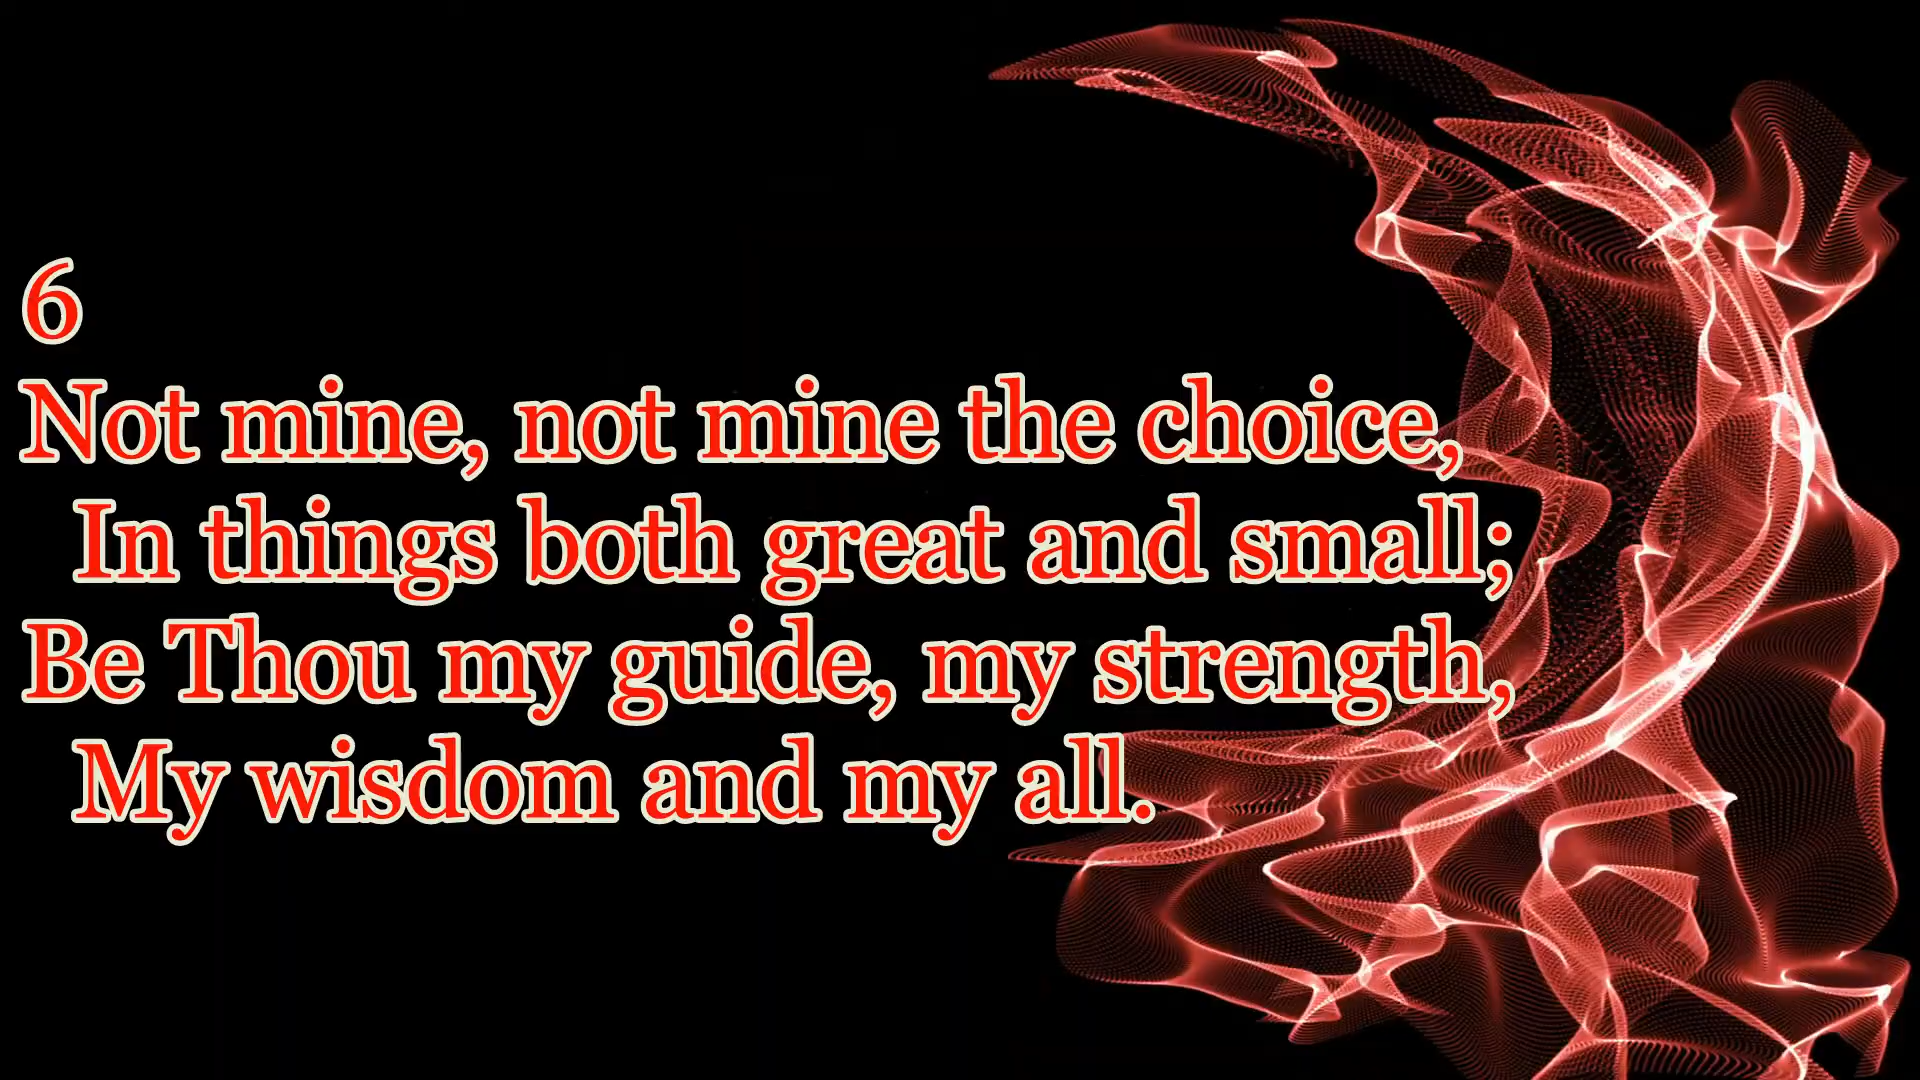 6
Not mine, not mine the choice,
In things both great and small;
Be Thou my guide, my strength,
My wisdom and my all.